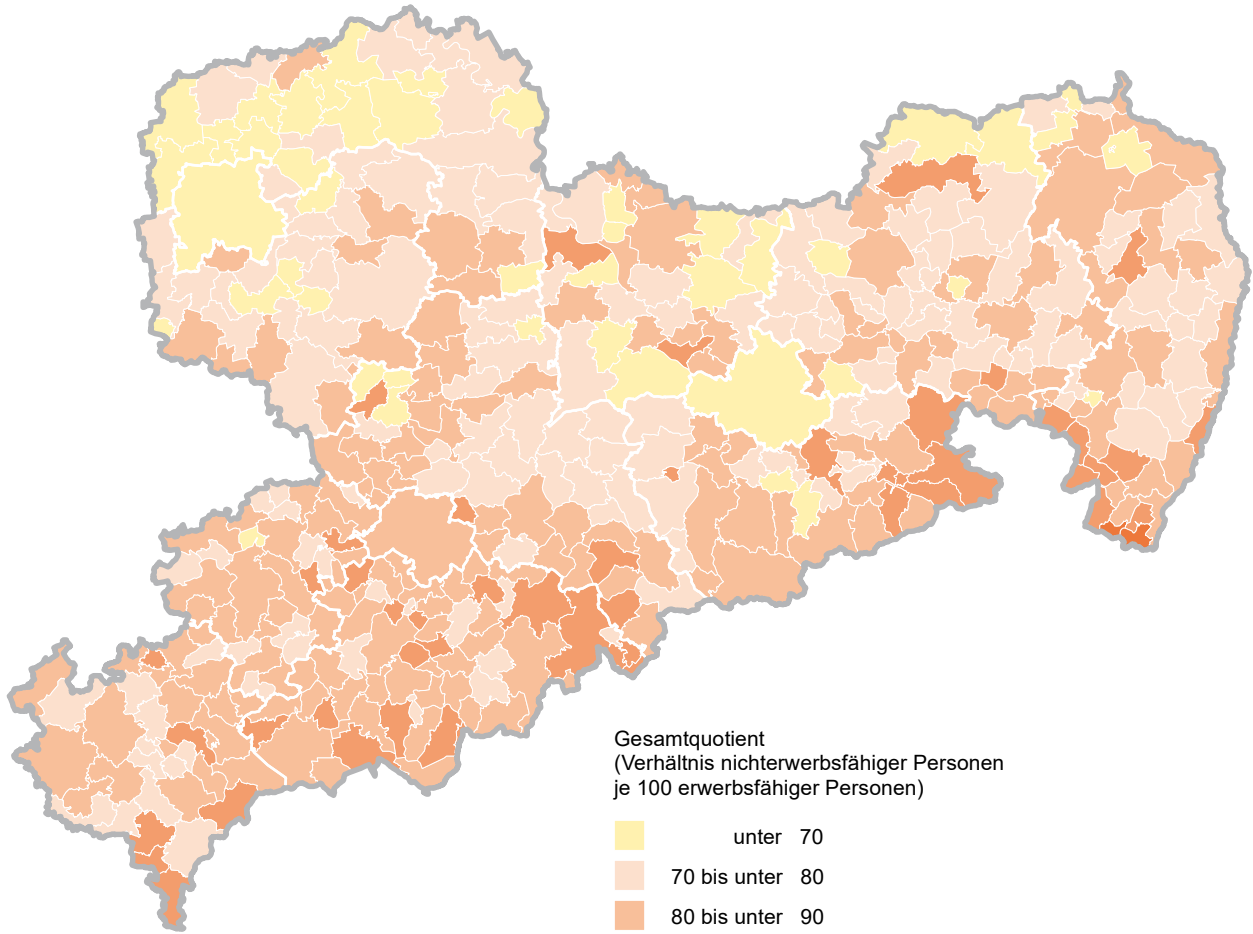 Gesamtquotient
(Verhältnis nichterwerbsfähiger Personen
je 100 erwerbsfähiger Personen)
unter 70
70 bis unter 80
80 bis unter 90